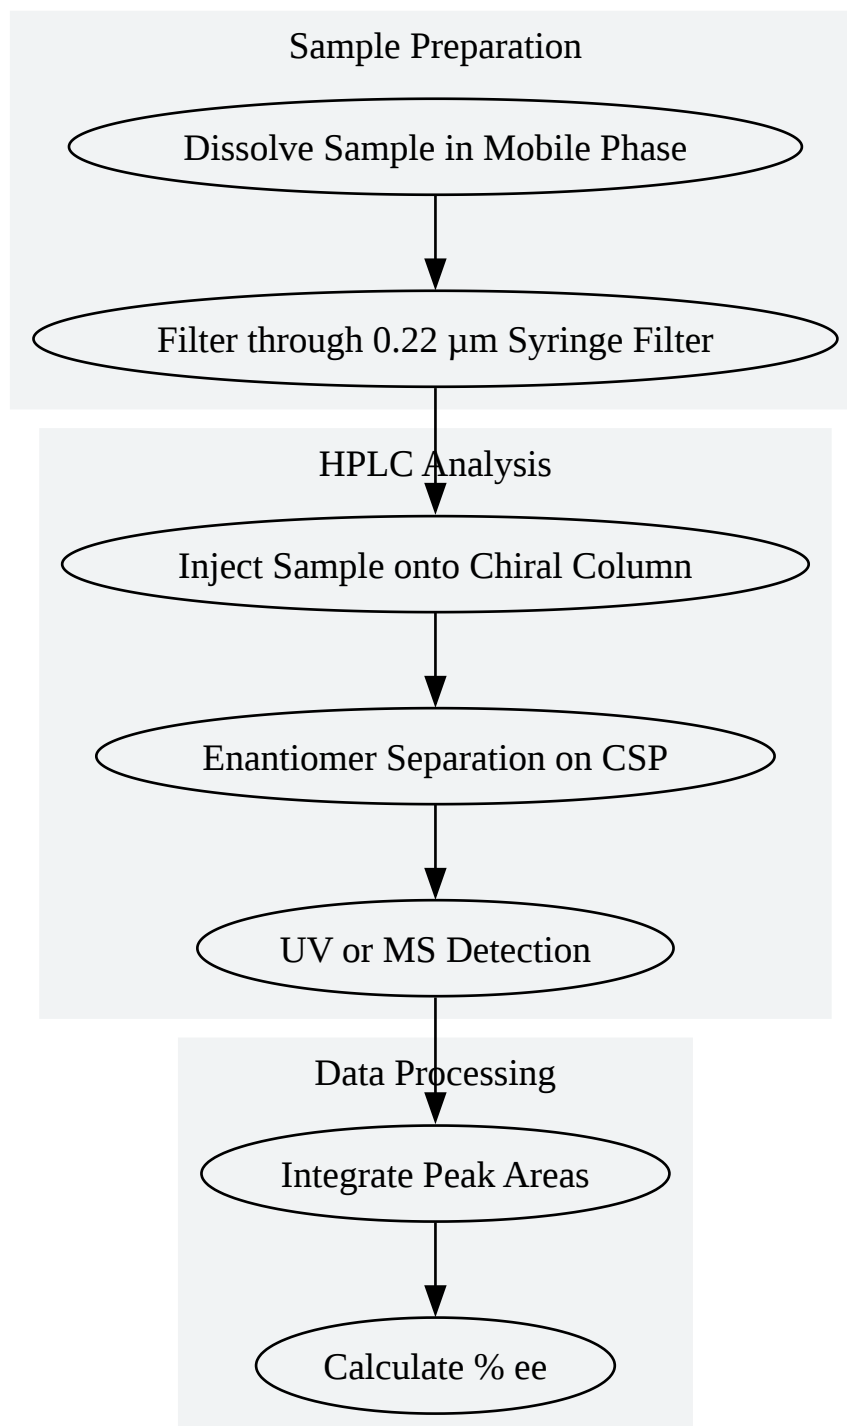 Sample Preparation
Dissolve Sample in Mobile Phase
Filter through 0.22 µm Syringe Filter
HPLC Analysis
Inject Sample onto Chiral Column
Enantiomer Separation on CSP
UV or MS Detection
Data Processing
Integrate Peak Areas
Calculate % ee